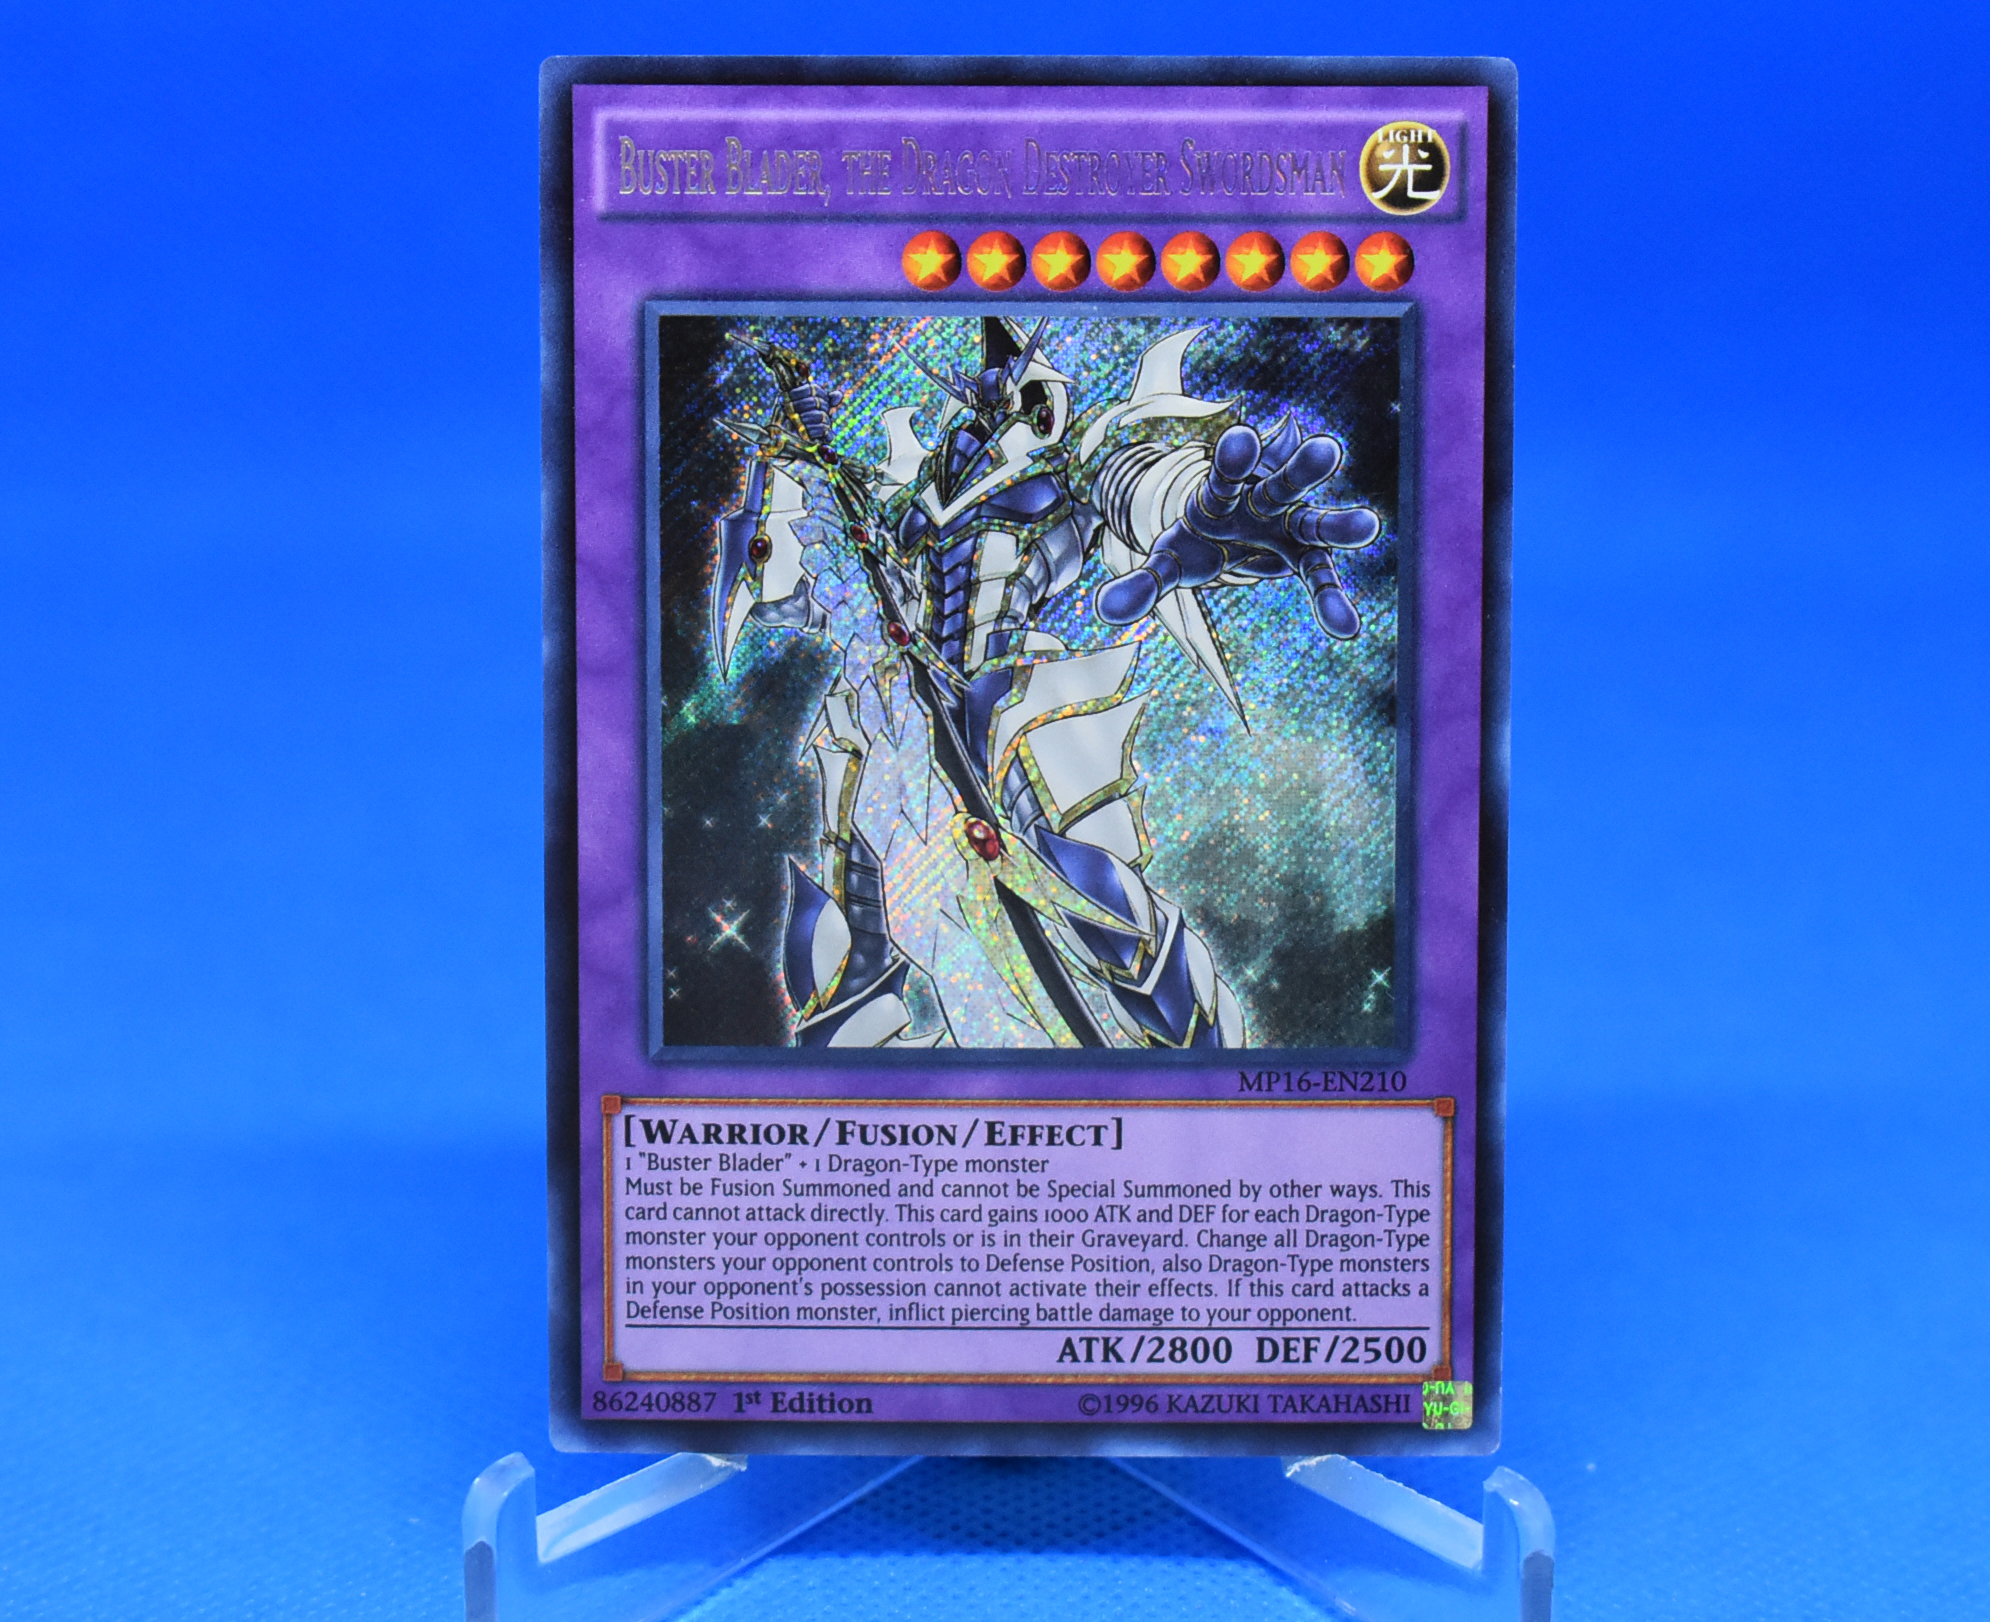 BUSTER BLADER, THE DRAGON DESTROYER SWORDSMAN
LIGHT
光
MP16-EN210
[WARRIOR/FUSION/EFFECT]
1 "Buster Blader" + 1 Dragon-Type monster
Must be Fusion Summoned and cannot be Special Summoned by other ways. This
card cannot attack directly. This card gains 1000 ATK and DEF for each Dragon-Type
monster your opponent controls or is in their Graveyard. Change all Dragon-Type
monsters your opponent controls to Defense Position, also Dragon-Type monsters
in your opponent's possession cannot activate their effects. If this card attacks a
Defense Position monster, inflict piercing battle damage to your opponent.
ATK/2800 DEF/2500
86240887 1st Edition ©1996 KAZUKI TAKAHASHI